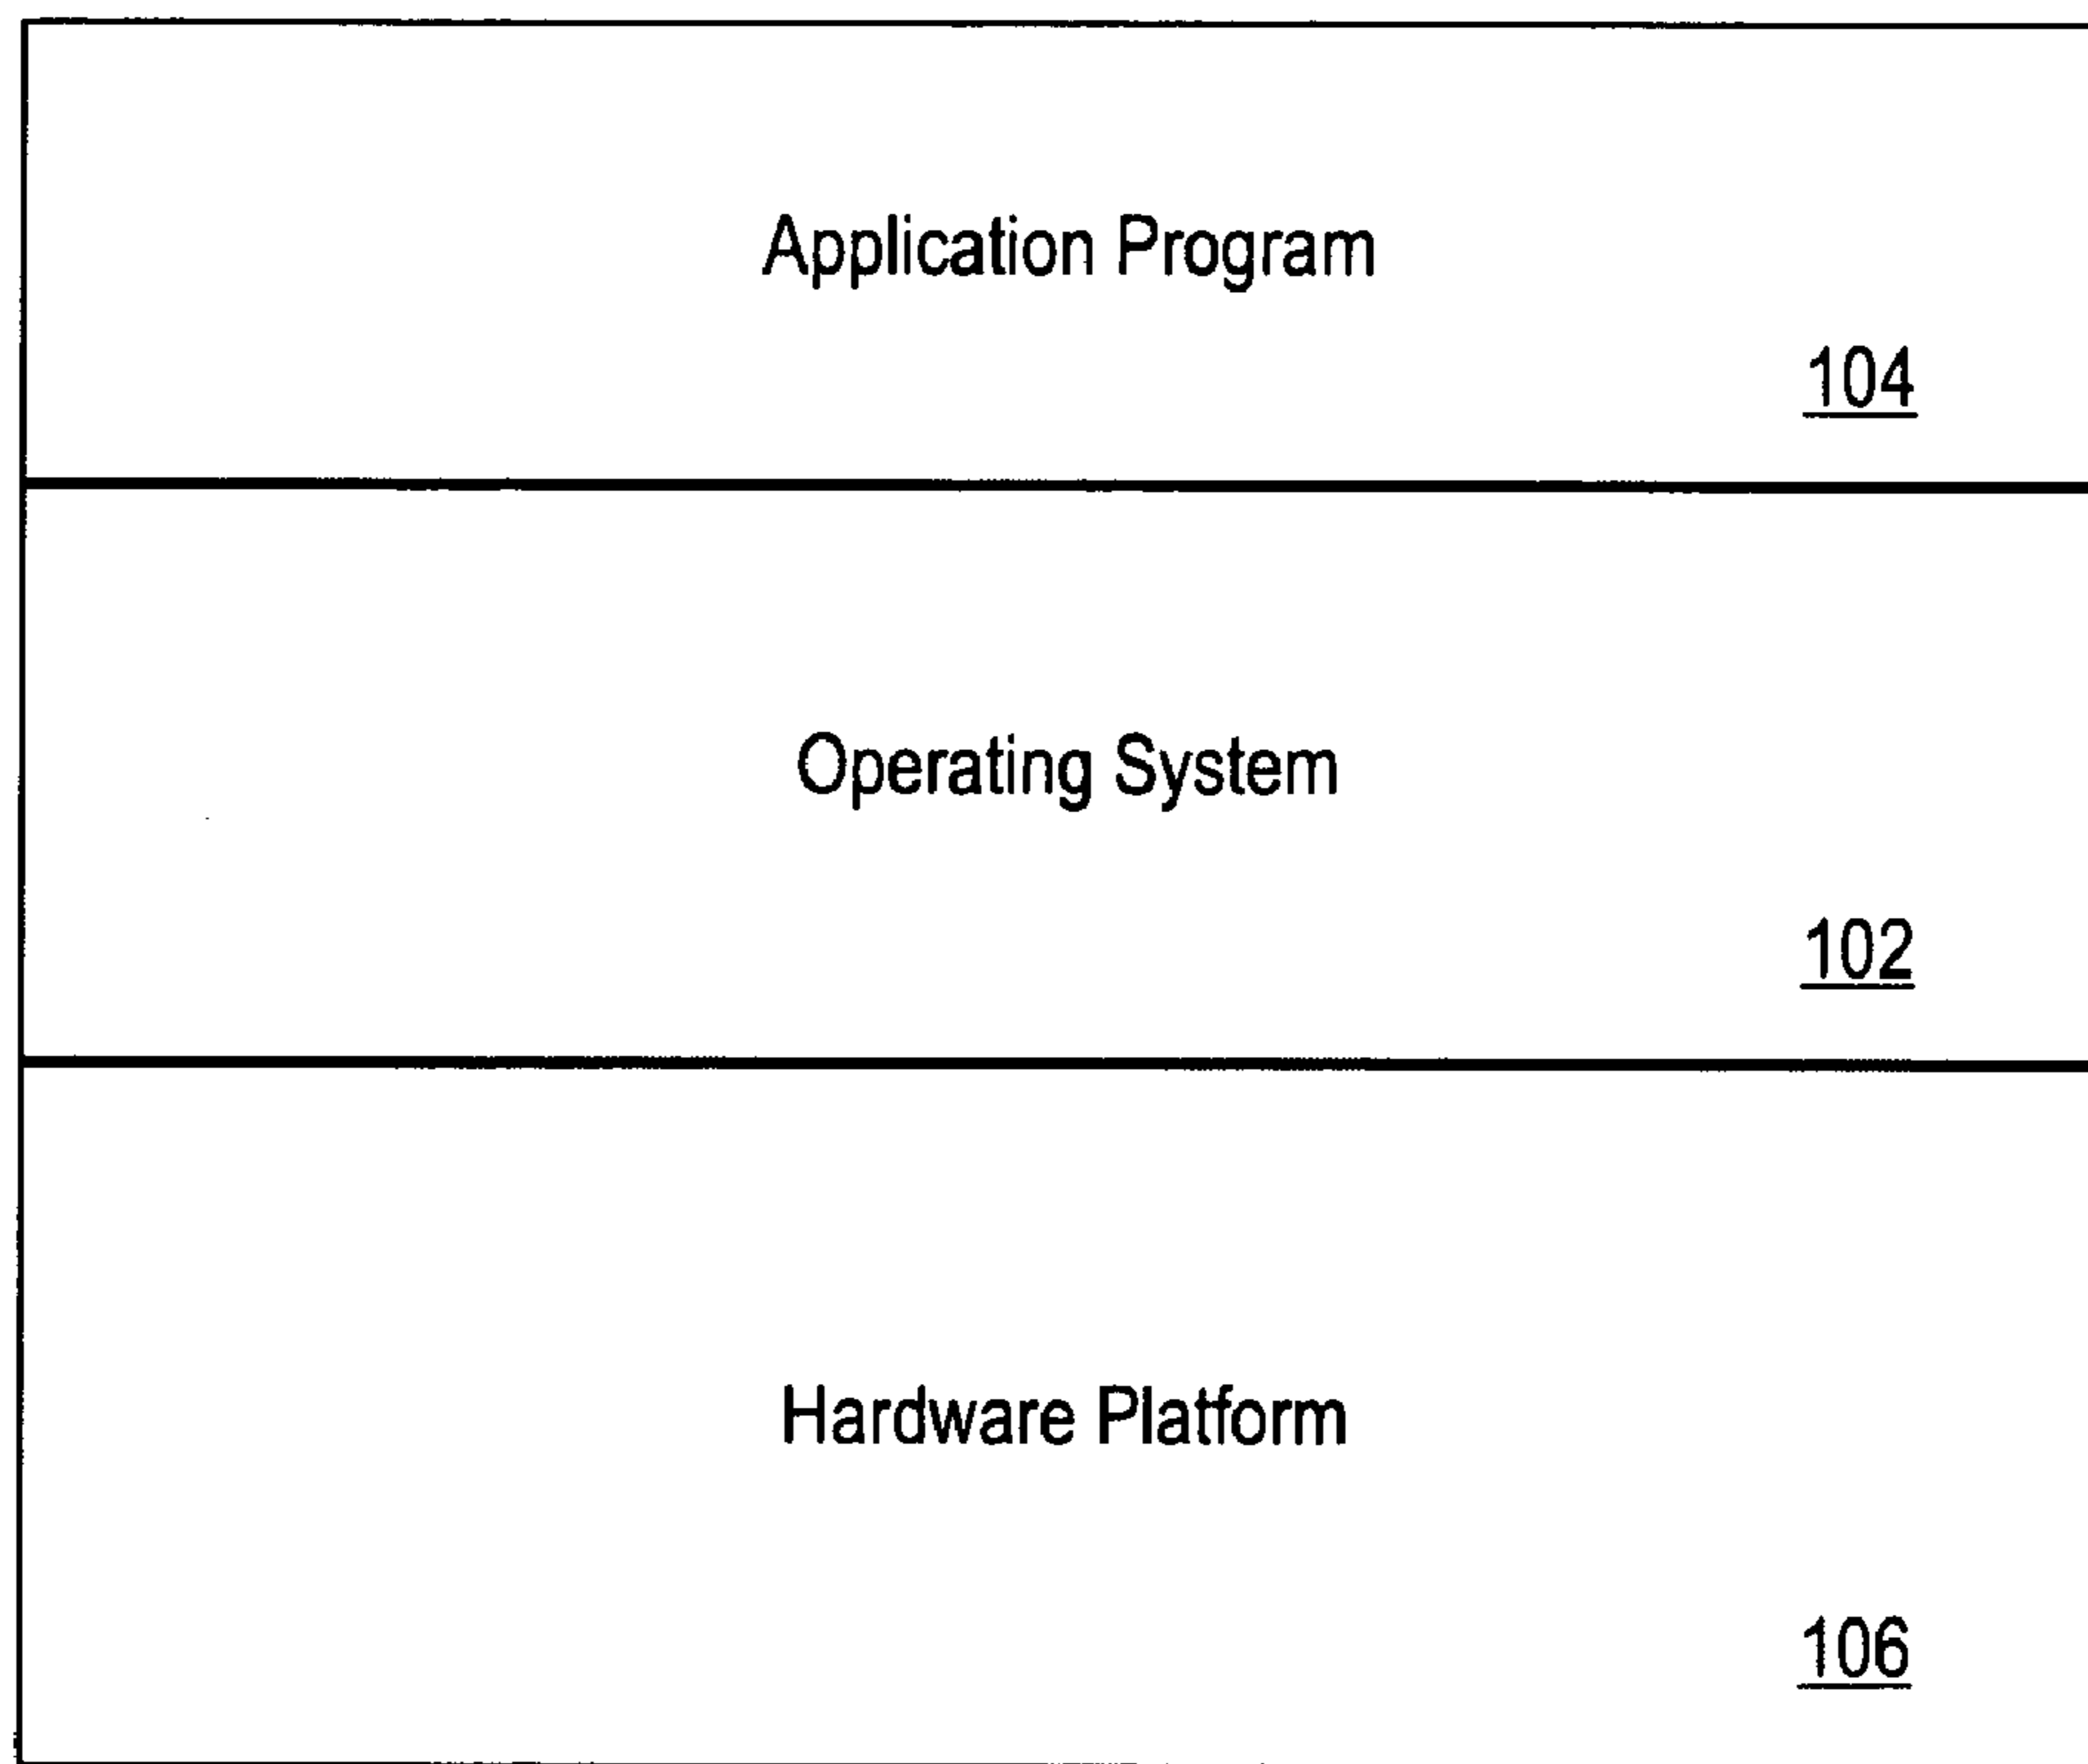 Application Program
104
Operating System
102
Hardware Platform
106